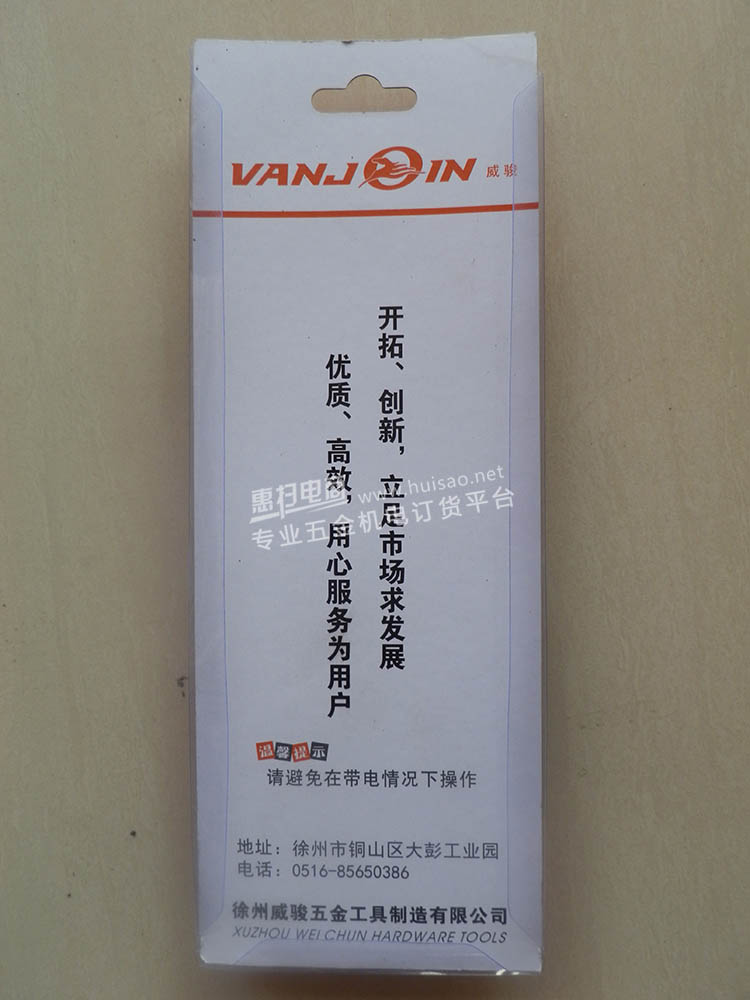 VANJOIN 威骏
开拓、创新，立足市场求发展
优质、高效，用心服务为用户
惠扫电商 www.huisao.net
专业五金机电订货平台
温馨提示
请避免在带电情况下操作
地址：徐州市铜山区大彭工业园
电话：0516-85650386
徐州威骏五金工具制造有限公司
XUZHOU WEI CHUN HARDWARE TOOLS